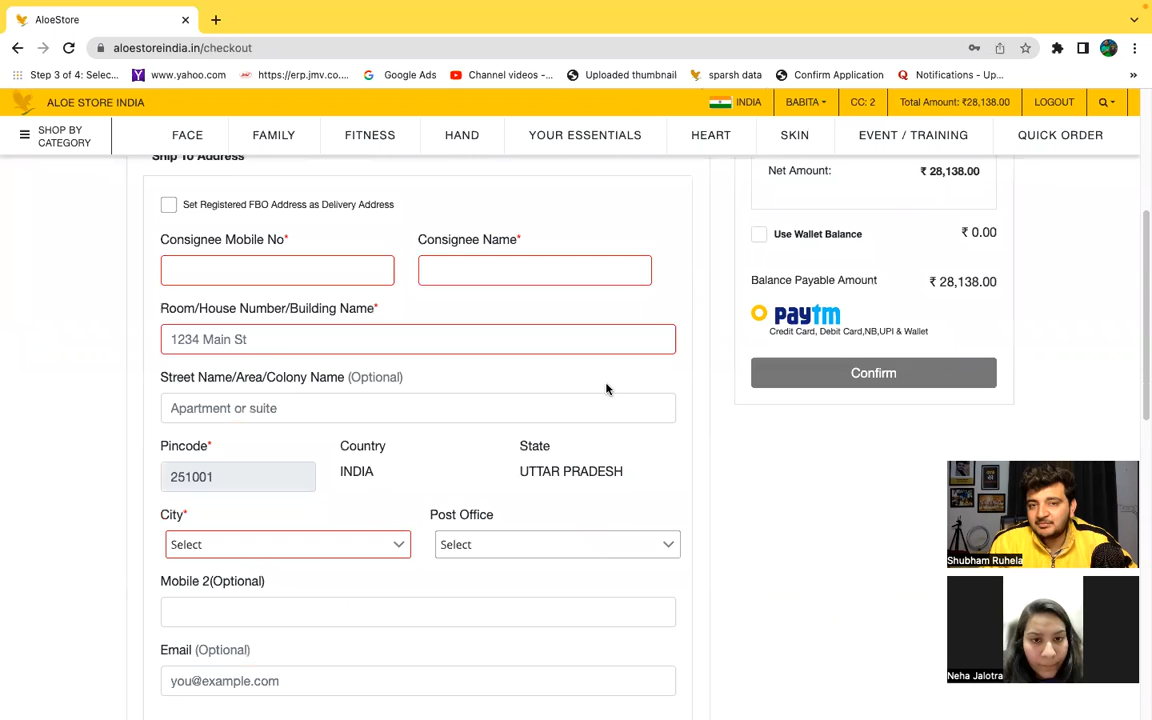 AloeStore
aloestoreindia.in/checkout
Step 3 of 4: Selec... www.yahoo.com https://erp.jmv.co.... Google Ads Channel videos -... Uploaded thumbnail sparsh data Confirm Application Notifications - Up... »
ALOE STORE INDIA INDIA BABITA CC: 2 Total Amount: ₹28,138.00 LOGOUT
SHOP BY CATEGORY FACE FAMILY FITNESS HAND YOUR ESSENTIALS HEART SKIN EVENT / TRAINING QUICK ORDER
Ship To Address
Net Amount: ₹ 28,138.00
Set Registered FBO Address as Delivery Address
Use Wallet Balance ₹ 0.00
Consignee Mobile No* Consignee Name*
Balance Payable Amount ₹ 28,138.00
Room/House Number/Building Name*
paytm
Credit Card, Debit Card,NB,UPI & Wallet
1234 Main St
Confirm
Street Name/Area/Colony Name (Optional)
Apartment or suite
Pincode* Country State
251001 INDIA UTTAR PRADESH
City* Post Office
Select Select
Shubham Ruhela
Mobile 2(Optional)
Email (Optional)
you@example.com
Neha Jalotra